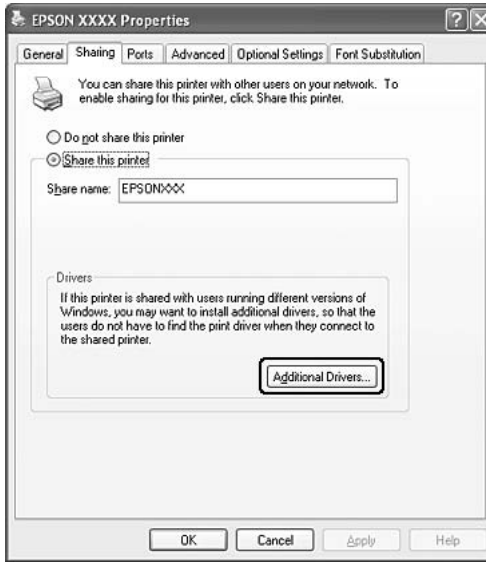 EPSON XXXX Properties
General Sharing Ports Advanced Optional Settings Font Substitution
You can share this printer with other users on your network. To
enable sharing for this printer, click Share this printer.
Do not share this printer
Share this printer
Share name: EPSONXXX
Drivers
If this printer is shared with users running different versions of
Windows, you may want to install additional drivers, so that the
users do not have to find the print driver when they connect to
the shared printer.
Additional Drivers...
OK Cancel Apply Help